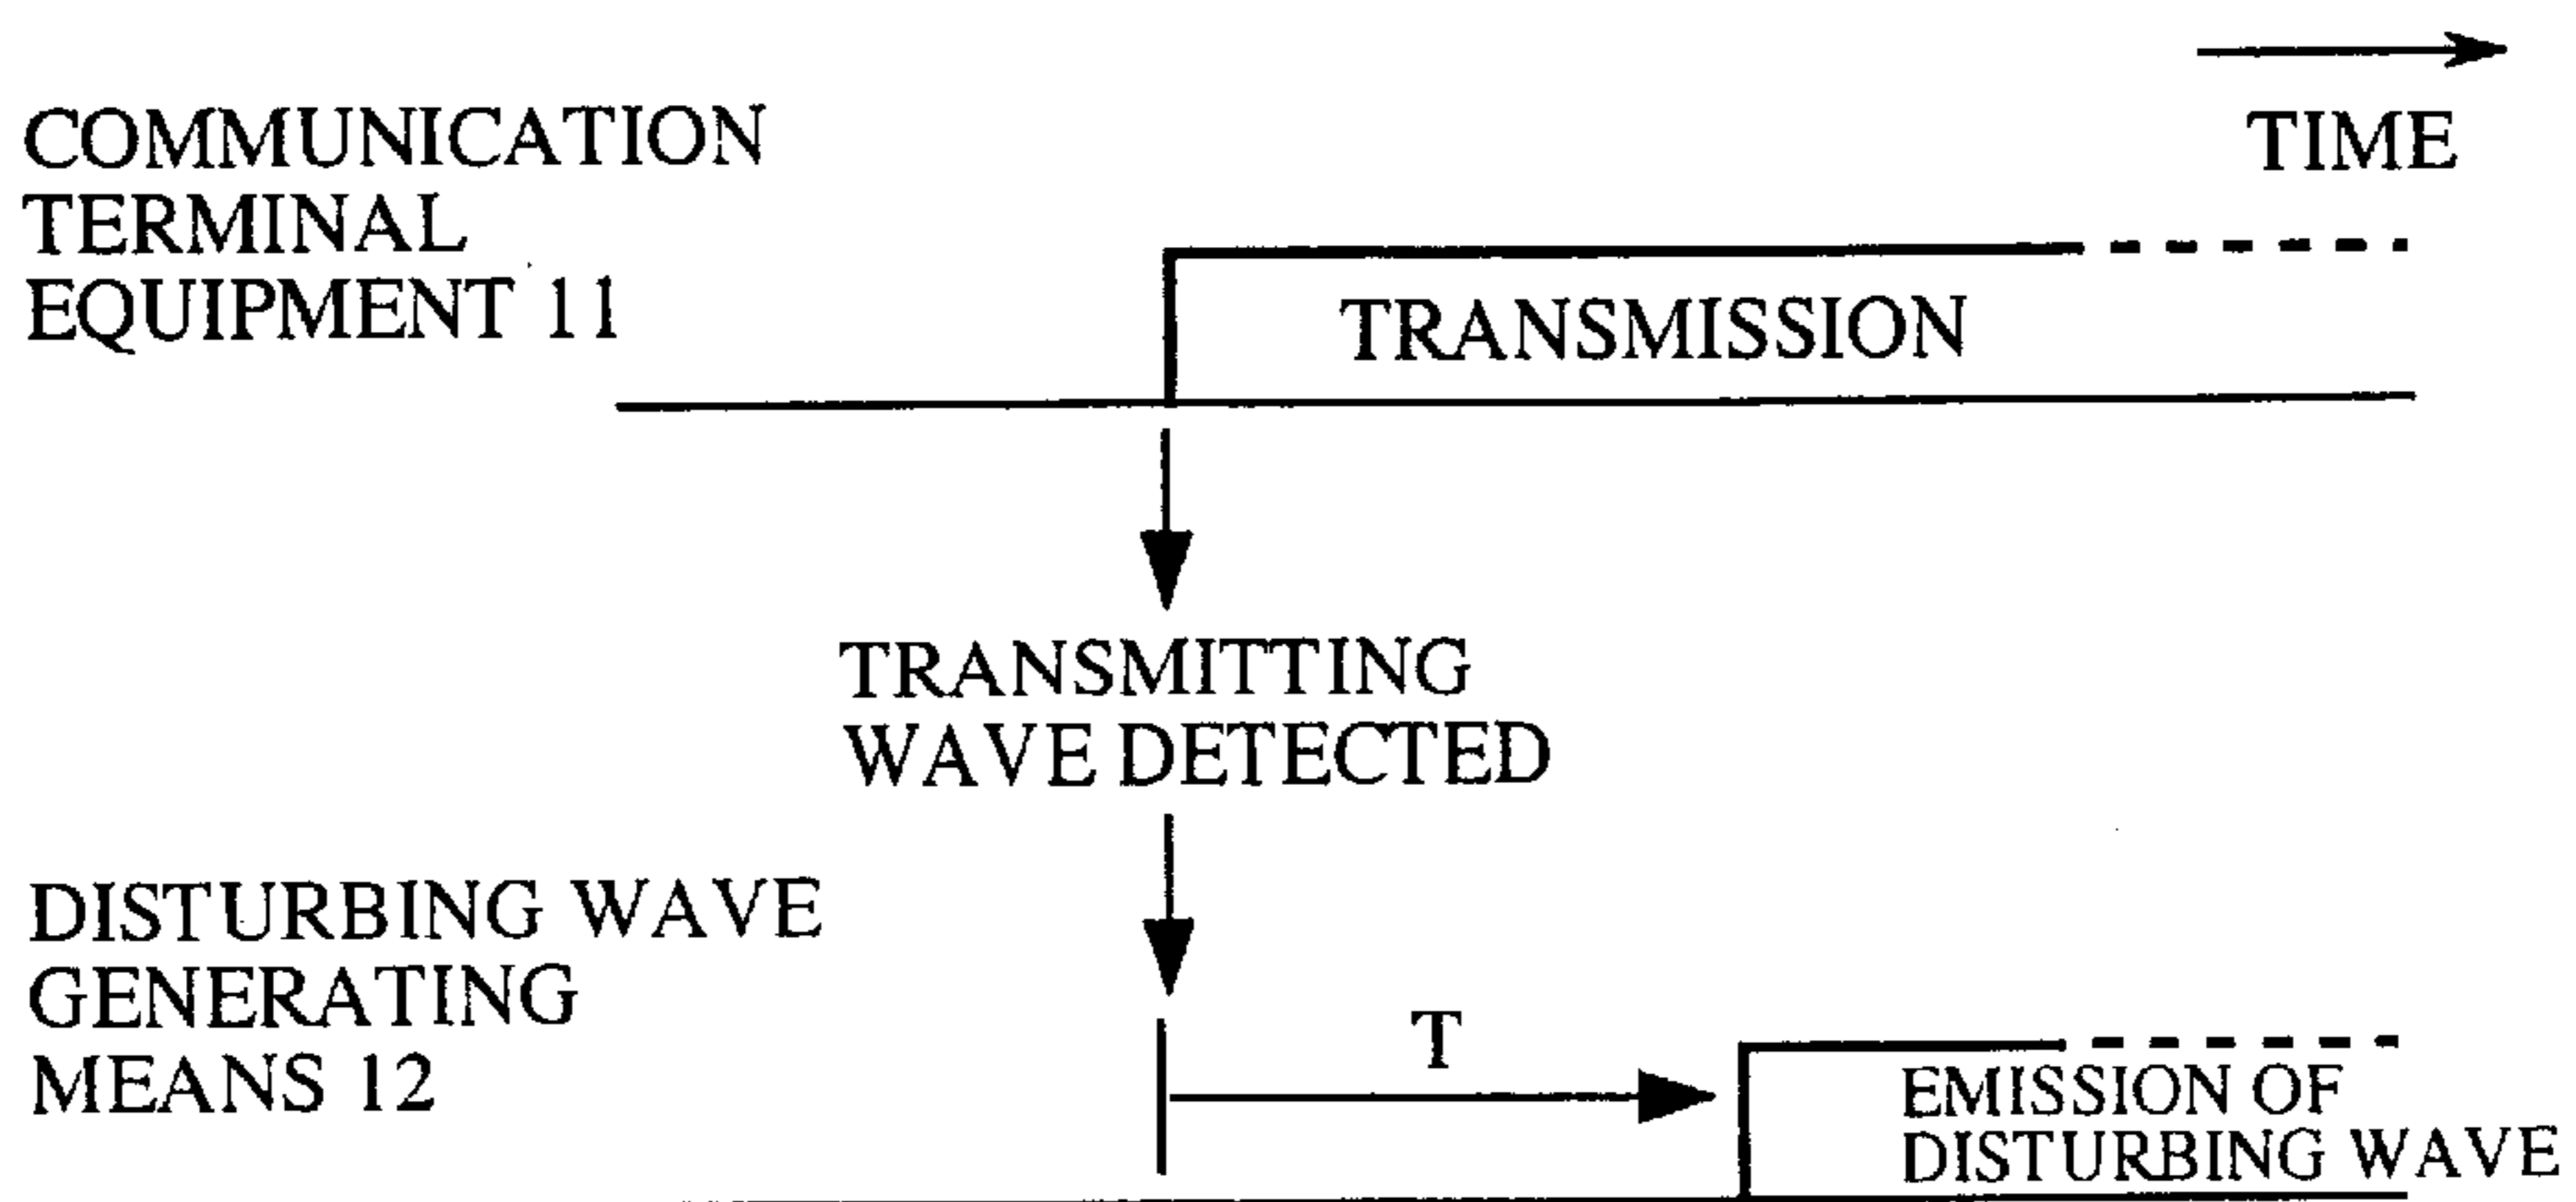 COMMUNICATION
TERMINAL
EQUIPMENT 11
TIME
TRANSMISSION
TRANSMITTING
WAVE DETECTED
DISTURBING WAVE
GENERATING
MEANS 12
T
EMISSION OF
DISTURBING WAVE